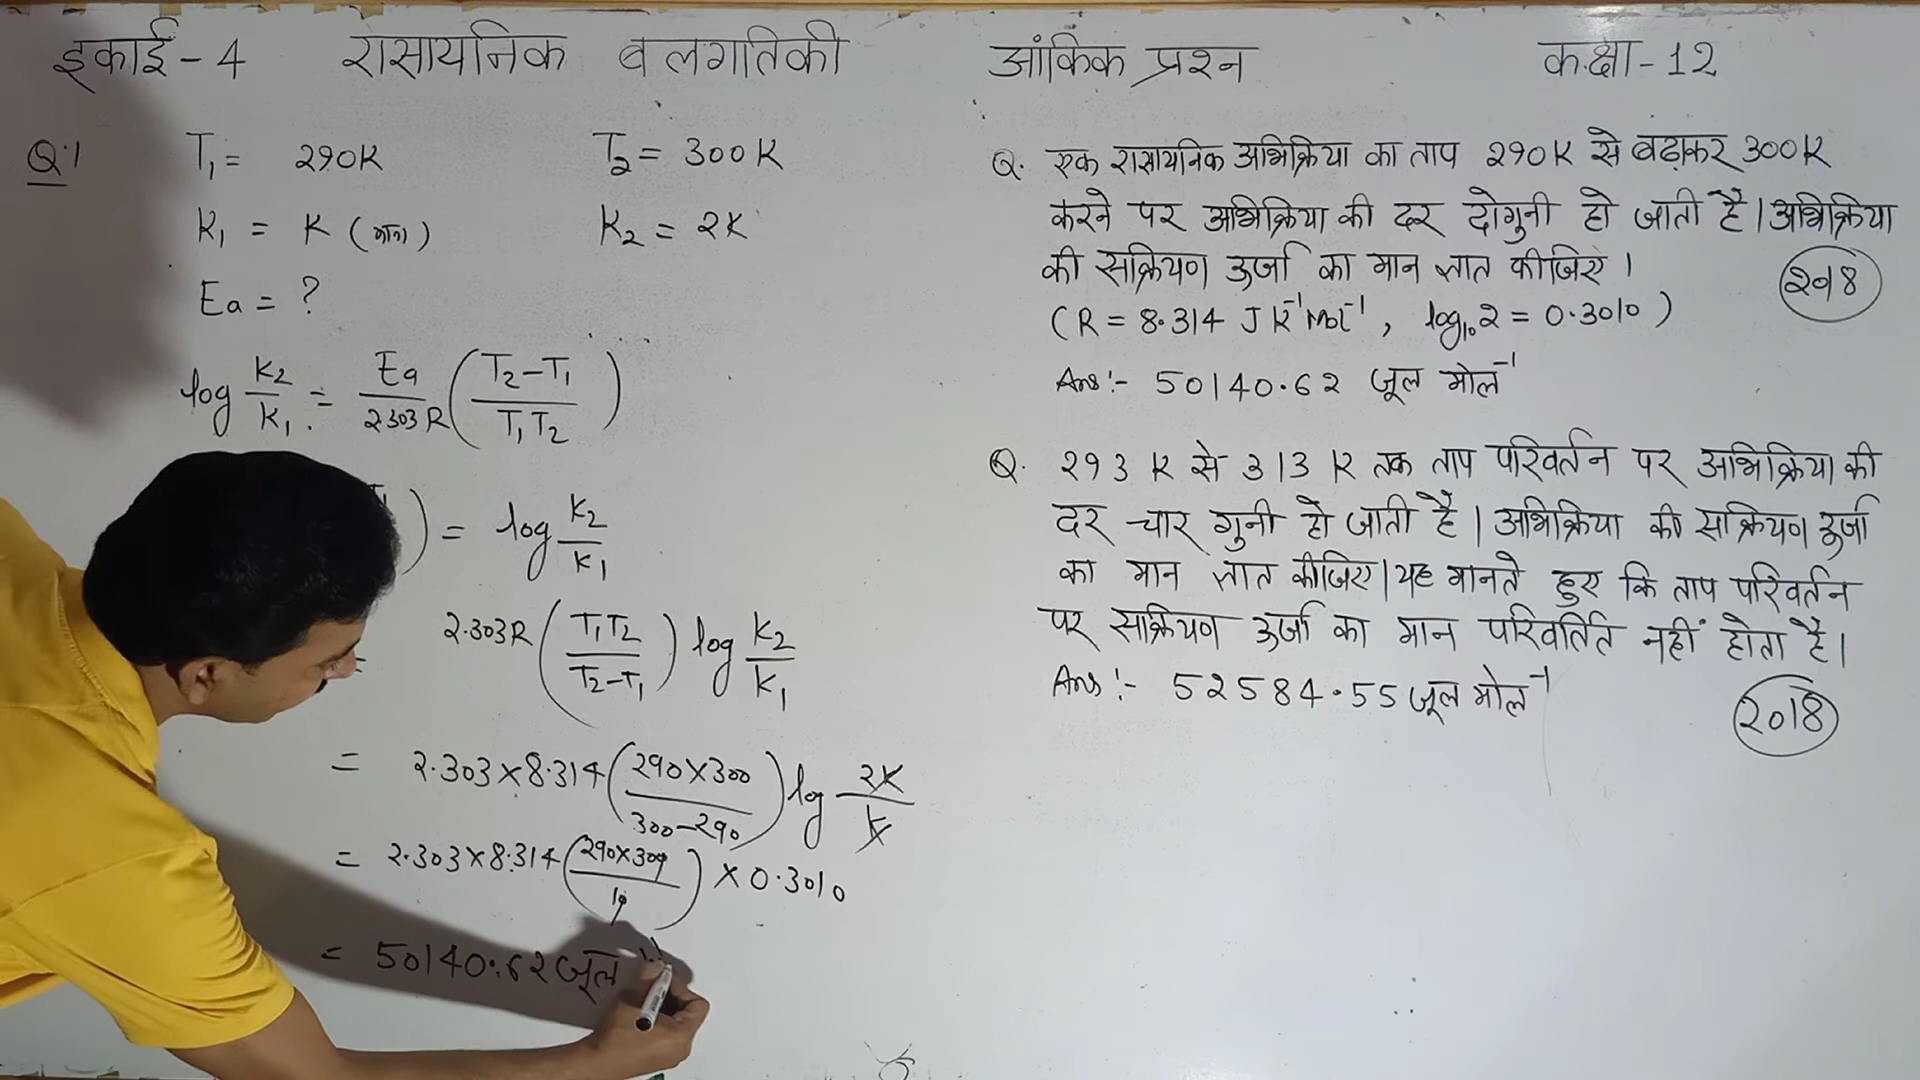 इकाई - 4 रासायनिक बलगतिकी आंकिक प्रश्न कक्षा - 12
Q.1 T₁ = 290K T₂ = 300K
K₁ = K (माना) K₂ = 2K
Ea = ?
log K₂/K₁ = Ea/2.303R (T₂-T₁/T₁T₂)
) = log K₂/K₁
= 2.303R (T₁T₂/T₂-T₁) log K₂/K₁
= 2.303×8.314 (290×300/300-290) log 2K/K
= 2.303×8.314 (290×300/10) × 0.3010
= 50140.62 जूल
Q. एक रासायनिक अभिक्रिया का ताप 290K से बढ़ाकर 300K
करने पर अभिक्रिया की दर दोगुनी हो जाती है। अभिक्रिया
की सक्रियण ऊर्जा का मान ज्ञात कीजिए। 2018
(R = 8.314 J K⁻¹ Mol⁻¹, log₁₀2 = 0.3010)
Ans:- 50140.62 जूल मोल⁻¹
Q. 293 K से 313 K तक ताप परिवर्तन पर अभिक्रिया की
दर चार गुनी हो जाती है। अभिक्रिया की सक्रियण ऊर्जा
का मान ज्ञात कीजिए। यह मानते हुए कि ताप परिवर्तन
पर सक्रियण ऊर्जा का मान परिवर्तित नहीं होता है।
Ans:- 52584.55 जूल मोल⁻¹ 2018